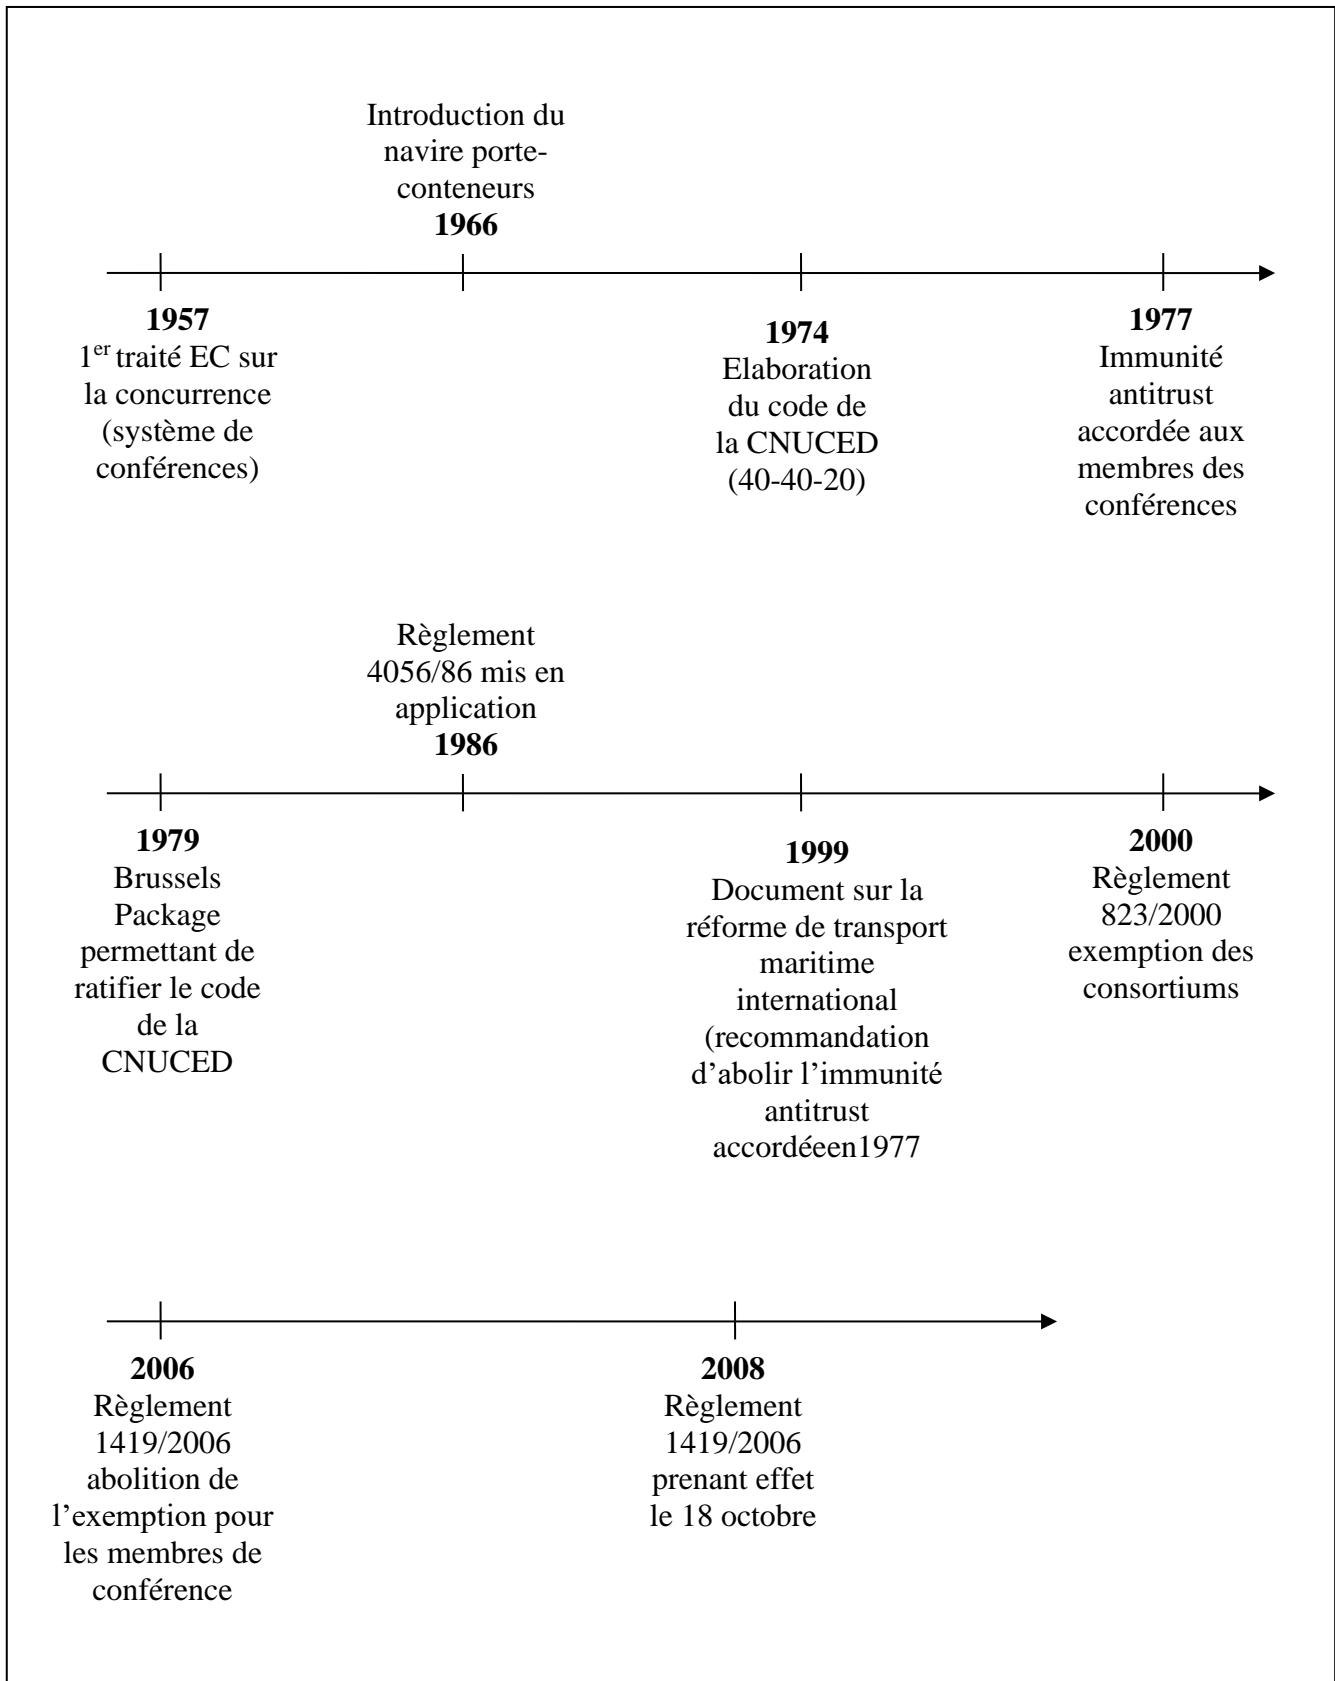 Introduction du
navire porte-
conteneurs
1966
1957
1er traité EC sur
la concurrence
(système de
conférences)
1974
Elaboration
du code de
la CNUCED
(40-40-20)
1977
Immunité
antitrust
accordée aux
membres des
conférences
Règlement
4056/86 mis en
application
1986
1979
Brussels
Package
permettant de
ratifier le code
de la
CNUCED
1999
Document sur la
réforme de transport
maritime
international
(recommandation
d’abolir l’immunité
antitrust
accordéeen1977
2000
Règlement
823/2000
exemption des
consortiums
2006
Règlement
1419/2006
abolition de
l’exemption pour
les membres de
conférence
2008
Règlement
1419/2006
prenant effet
le 18 octobre